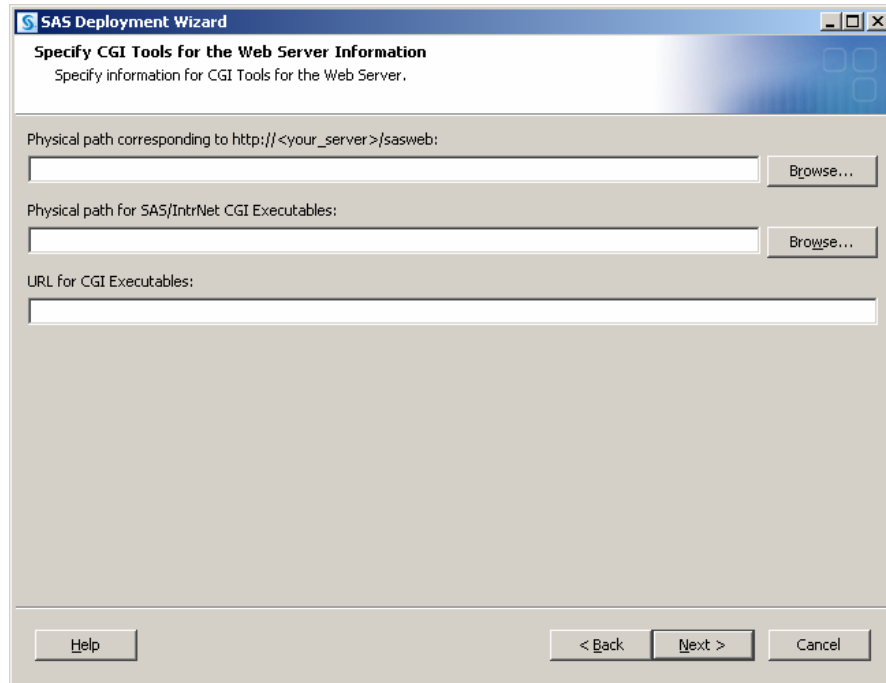 SAS Deployment Wizard
Specify CGI Tools for the Web Server Information
Specify information for CGI Tools for the Web Server.
Physical path corresponding to http://<your_server>/sasweb:
Browse...
Physical path for SAS/IntrNet CGI Executables:
Browse...
URL for CGI Executables:
Help
< Back
Next >
Cancel